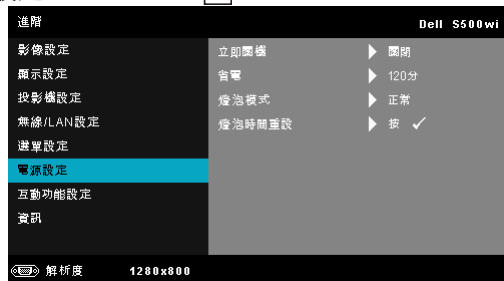 進階 Dell S500wi
影像設定
顯示設定
投影機設定
無線/LAN設定
選單設定
電源設定
互動功能設定
資訊
立即關機 關閉
省電 120分
燈泡模式 正常
燈泡時間重設 按 ✓
解析度 1280x800